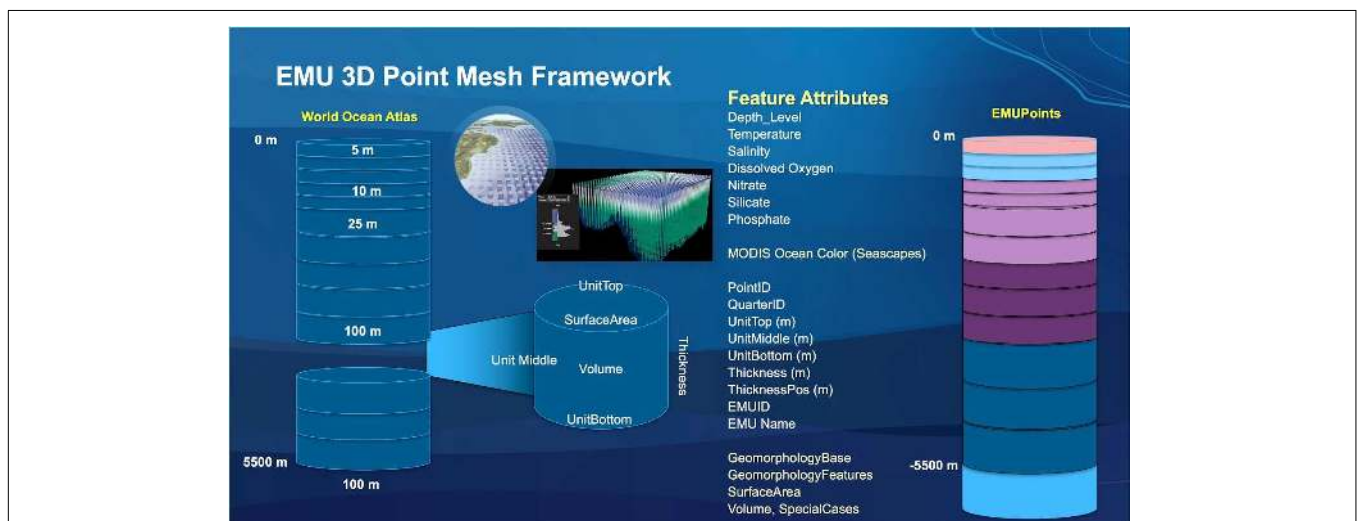 EMU 3D Point Mesh Framework
World Ocean Atlas
0 m
5 m
10 m
25 m
100 m
5500 m
100 m
UnitTop
SurfaceArea
Unit Middle
Volume
Thickness
UnitBottom
Feature Attributes
Depth_Level
Temperature
Salinity
Dissolved Oxygen
Nitrate
Silicate
Phosphate
MODIS Ocean Color (Seascapes)
PointID
QuarterID
UnitTop (m)
UnitMiddle (m)
UnitBottom (m)
Thickness (m)
ThicknessPos (m)
EMUID
EMU Name
GeomorphologyBase
GeomorphologyFeatures
SurfaceArea
Volume, SpecialCases
EMUPoints
0 m
-5500 m